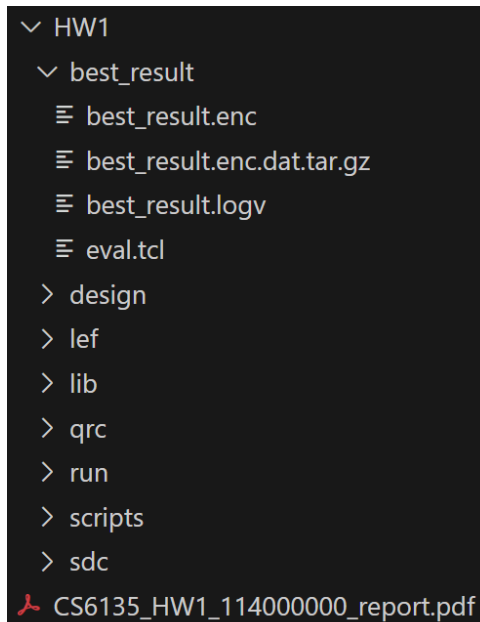 HW1
best_result
best_result.enc
best_result.enc.dat.tar.gz
best_result.logv
eval.tcl
design
lef
lib
qrc
run
scripts
sdc
CS6135_HW1_114000000_report.pdf